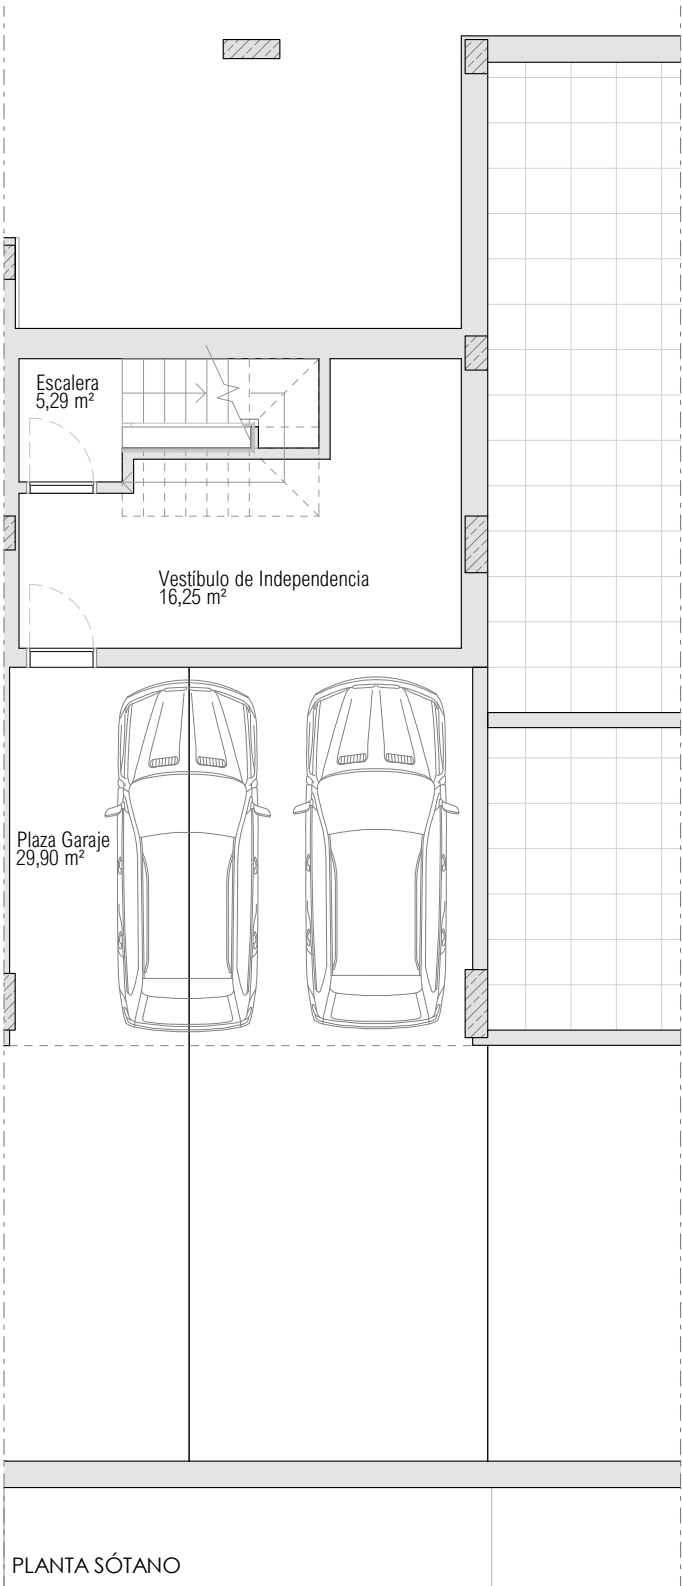 Escalera
5,29 m²
Vestíbulo de Independencia
16,25 m²
Plaza Garaje
29,90 m²
PLANTA SÓTANO